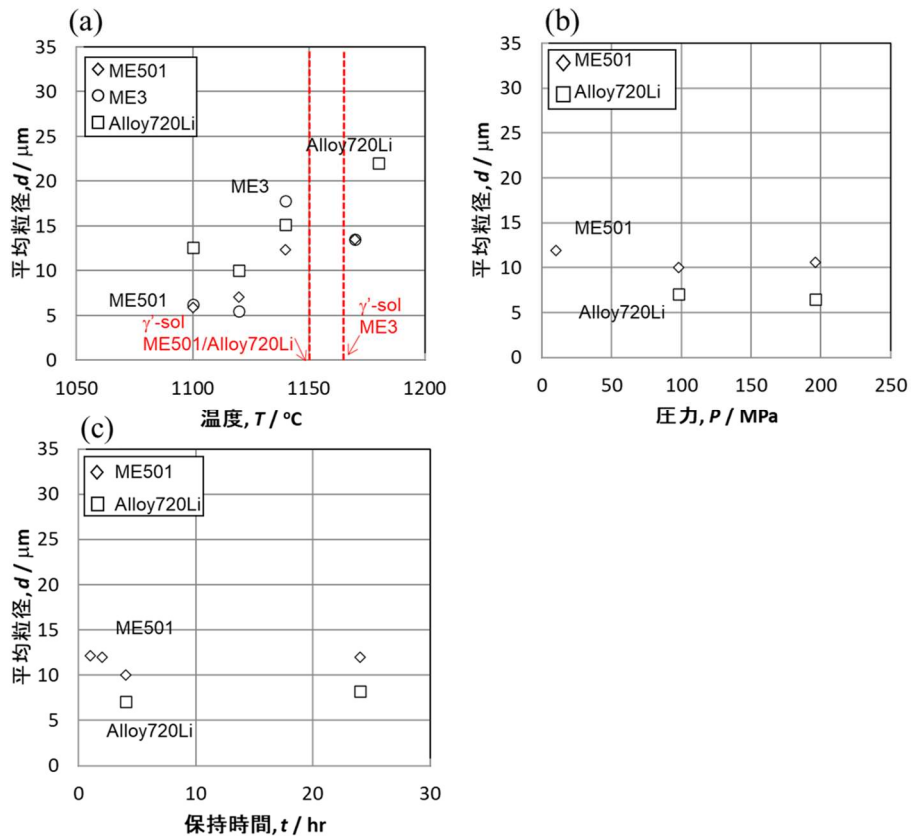 (a)
35
30
25
20
15
10
5
0
平均粒径,d / μm
ME501
ME3
Alloy720Li
Alloy720Li
ME3
ME501
γ'-sol
ME501/Alloy720Li
γ'-sol
ME3
1050 1100 1150 1200
温度, T / °C
(b)
35
30
25
20
15
10
5
0
平均粒径, d / μm
ME501
Alloy720Li
ME501
Alloy720Li
0 50 100 150 200 250
圧力, P / MPa
(c)
35
30
25
20
15
10
5
0
平均粒径, d / μm
ME501
Alloy720Li
ME501
Alloy720Li
0 10 20 30
保持時間, t / hr